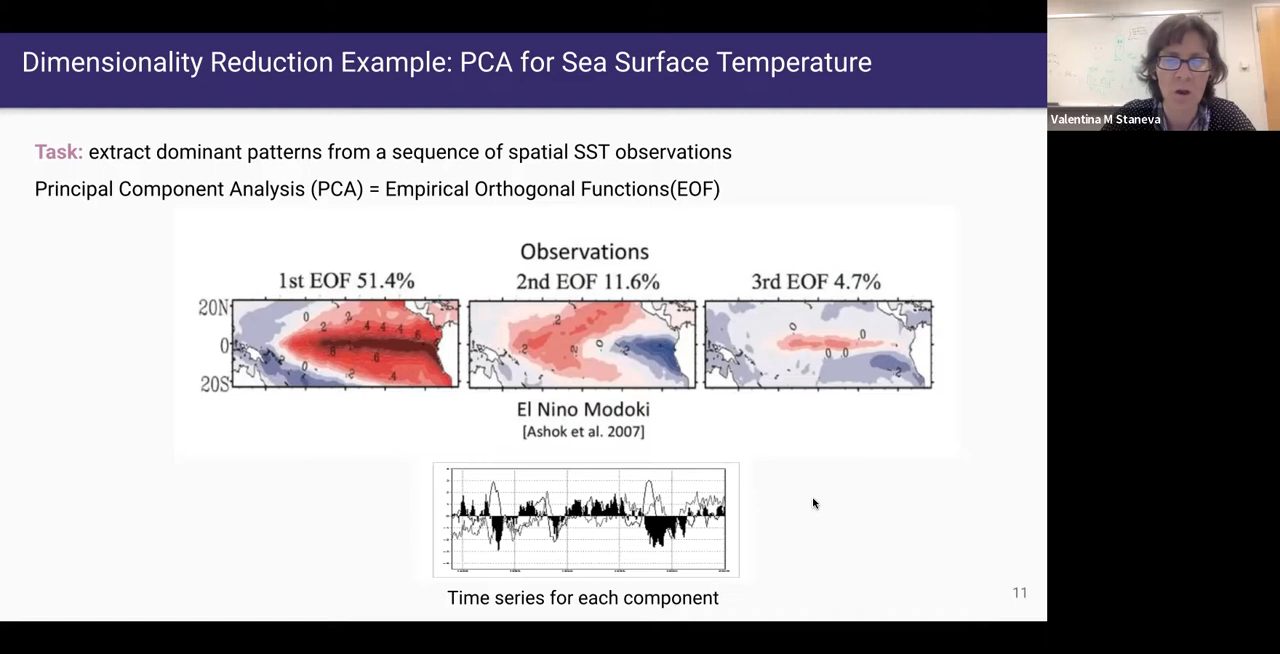 Dimensionality Reduction Example: PCA for Sea Surface Temperature
Valentina M Staneva
Task: extract dominant patterns from a sequence of spatial SST observations
Principal Component Analysis (PCA) = Empirical Orthogonal Functions(EOF)
Observations
1st EOF 51.4%
2nd EOF 11.6%
3rd EOF 4.7%
20N
0
20S
El Nino Modoki
[Ashok et al. 2007]
Time series for each component
11